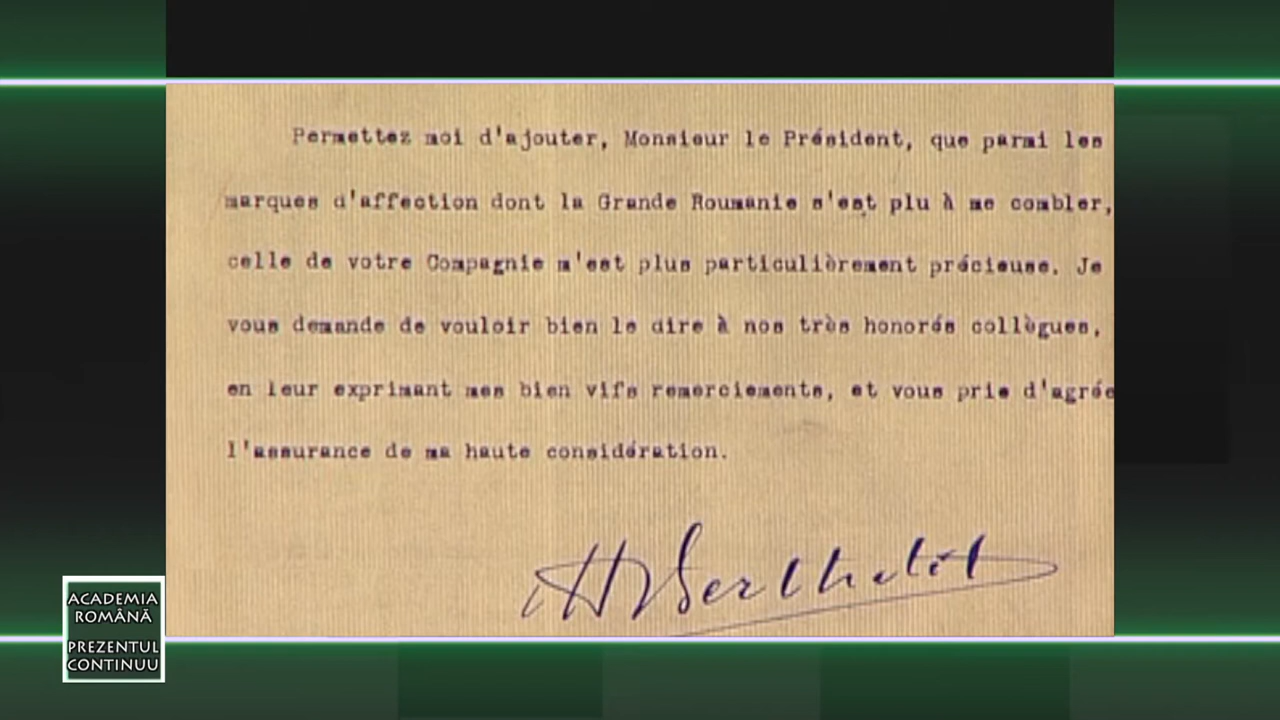 Permettez moi d'ajouter, Monsieur le Président, que parmi les
marques d'affection dont la Grande Roumanie s'est plu à me combler,
celle de votre Compagnie m'est plus particulièrement précieuse. Je
vous demande de vouloir bien le dire à nos très honorés collègues,
en leur exprimant mes bien vifs remerciements, et vous prie d'agrée
l'assurance de ma haute considération.
HBerthelot
ACADEMIA
ROMÂNĂ
PREZENTUL
CONTINUU